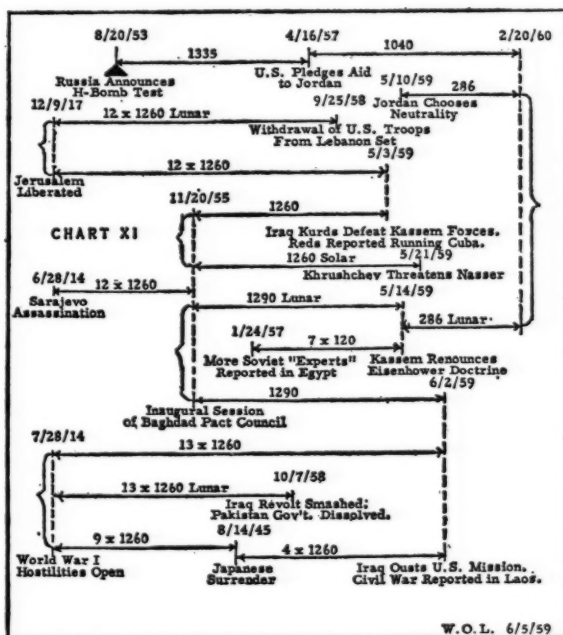 8/20/53 4/16/57 2/20/60
1335 1040
Russia Announces
H-Bomb Test
U.S. Pledges Aid
to Jordan
5/10/59 286
Jordan Chooses
Neutrality
12/9/17 9/25/58
12 x 1260 Lunar
Withdrawal of U.S. Troops
From Lebanon Set
5/3/59
12 x 1260
Jerusalem
Liberated
11/20/55
1260
CHART XI
Iraq Kurds Defeat Kassem Forces.
Reds Reported Running Cuba.
1260 Solar 5/21/59
Khrushchev Threatens Nasser
6/28/14
12 x 1260
Sarajevo
Assassination
1290 Lunar 5/14/59
286 Lunar
1/24/57 7 x 120
More Soviet "Experts"
Reported in Egypt
Kassem Renounces
Eisenhower Doctrine
6/2/59
1290
Inaugural Session
of Baghdad Pact Council
7/28/14
13 x 1260
10/7/58
13 x 1260 Lunar
Iraq Revolt Smashed;
Pakistan Gov't. Dissolved.
8/14/45
9 x 1260 4 x 1260
World War I
Hostilities Open
Japanese
Surrender
Iraq Ousts U.S. Mission.
Civil War Reported in Laos.
W.O.L. 6/5/59